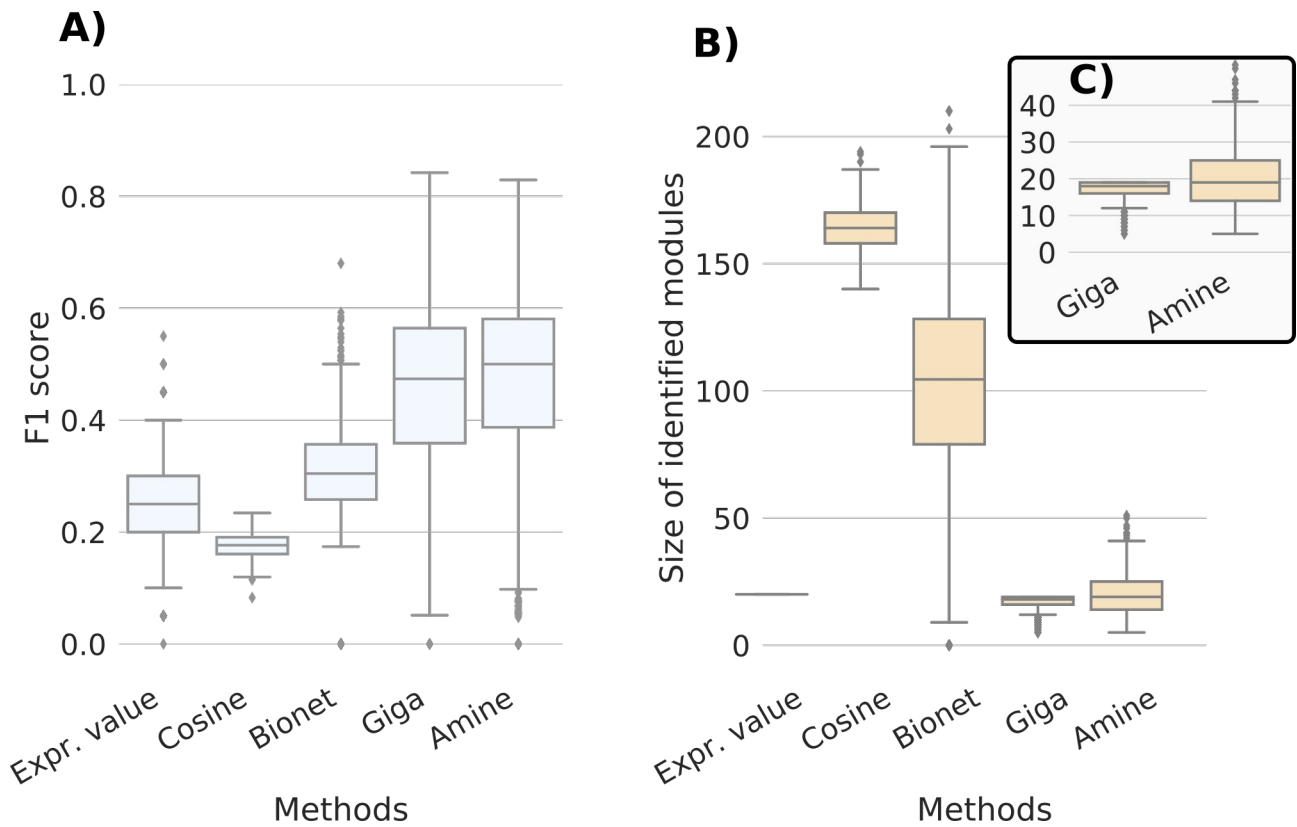 A)
1.0
0.8
0.6
0.4
0.2
0.0
F1 score
Expr. value
Cosine
Bionet
Giga
Amine
Methods
B)
200
150
100
50
0
Size of identified modules
Expr. value
Cosine
Bionet
Giga
Amine
Methods
C)
40
30
20
10
0
Giga
Amine